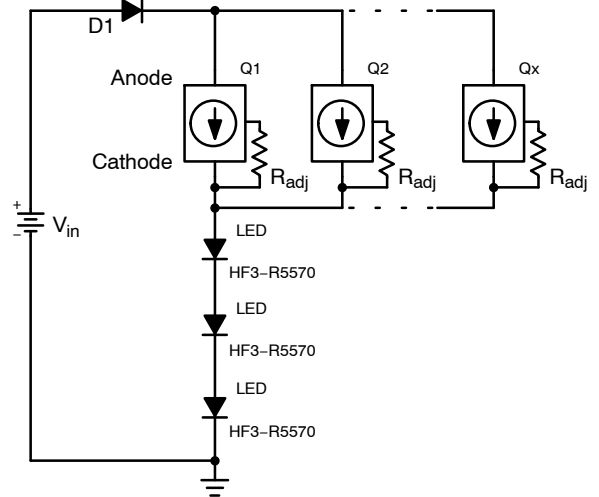 D1
Anode
Q1
Q2
Qx
Cathode
Radj
Radj
Radj
+
Vin
−
LED
HF3−R5570
LED
HF3−R5570
LED
HF3−R5570